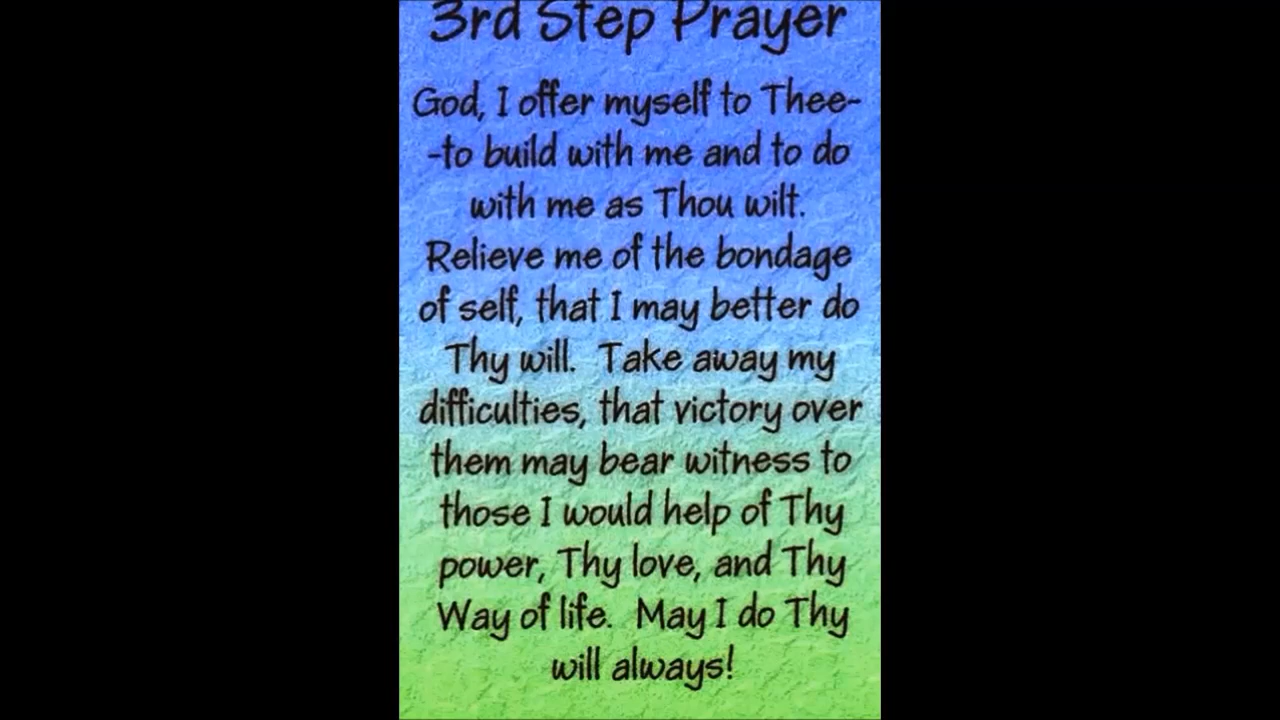 3rd Step Prayer
God, I offer myself to Thee-
-to build with me and to do
with me as Thou wilt.
Relieve me of the bondage
of self, that I may better do
Thy will. Take away my
difficulties, that victory over
them may bear witness to
those I would help of Thy
power, Thy love, and Thy
Way of life. May I do Thy
will always!